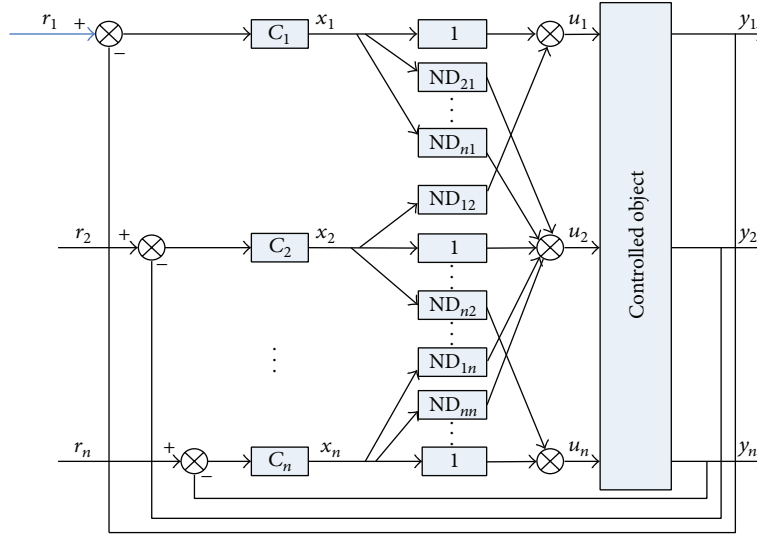 r1 + C1 x1 1 u1 y1
−
ND21
⋮
NDn1
ND12
r2 + C2 x2 1 u2 y2
−
⋮
NDn2
⋮
⋮
ND1n
NDnn
⋮
rn + Cn xn 1 un yn
−
Controlled object